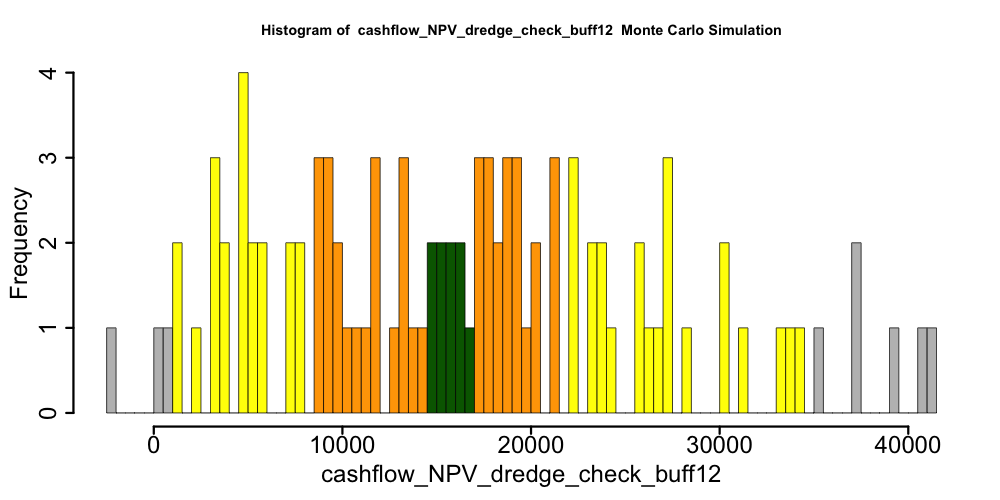 Histogram of cashflow_NPV_dredge_check_buff12 Monte Carlo Simulation
Frequency
4
3
2
1
0
0 10000 20000 30000 40000
cashflow_NPV_dredge_check_buff12